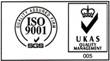 ISO 9001
SGS
UKAS
QUALITY
MANAGEMENT
005